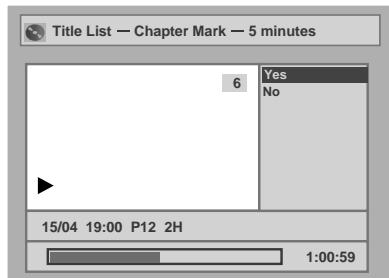 Title List — Chapter Mark — 5 minutes
6
Yes
No
15/04 19:00 P12 2H
1:00:59